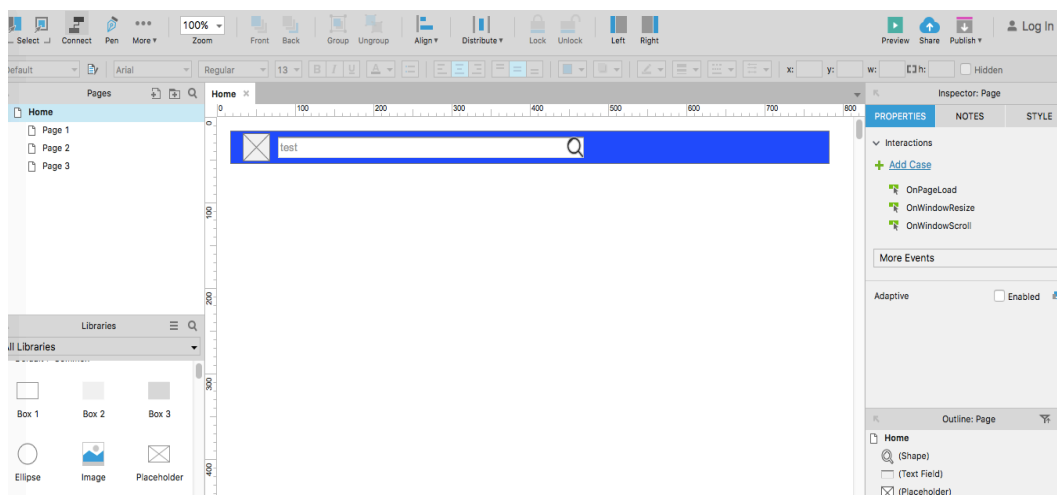 Select Connect Pen More▾ 100% Zoom Front Back Group Ungroup Align▾ Distribute▾ Lock Unlock Left Right Preview Share Publish▾ Log In
Arial Regular 13 B I U A x: y: w: h: Hidden
Pages
Home
Page 1
Page 2
Page 3
Home ×
0 100 200 300 400 500 600 700 800
0
100
200
300
400
test
Libraries
All Libraries
Box 1 Box 2 Box 3
Ellipse Image Placeholder
Inspector: Page
PROPERTIES NOTES STYLE
Interactions
Add Case
OnPageLoad
OnWindowResize
OnWindowScroll
More Events
Adaptive Enabled
Outline: Page
Home
(Shape)
(Text Field)
(Placeholder)